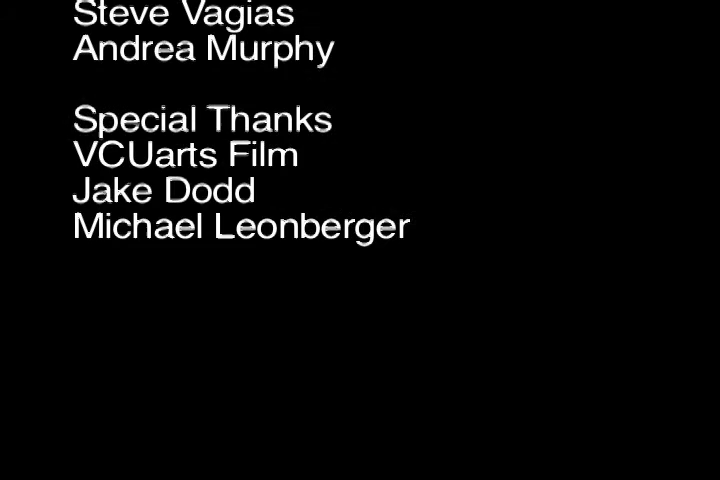 Steve Vagias
Andrea Murphy
Special Thanks
VCUarts Film
Jake Dodd
Michael Leonberger